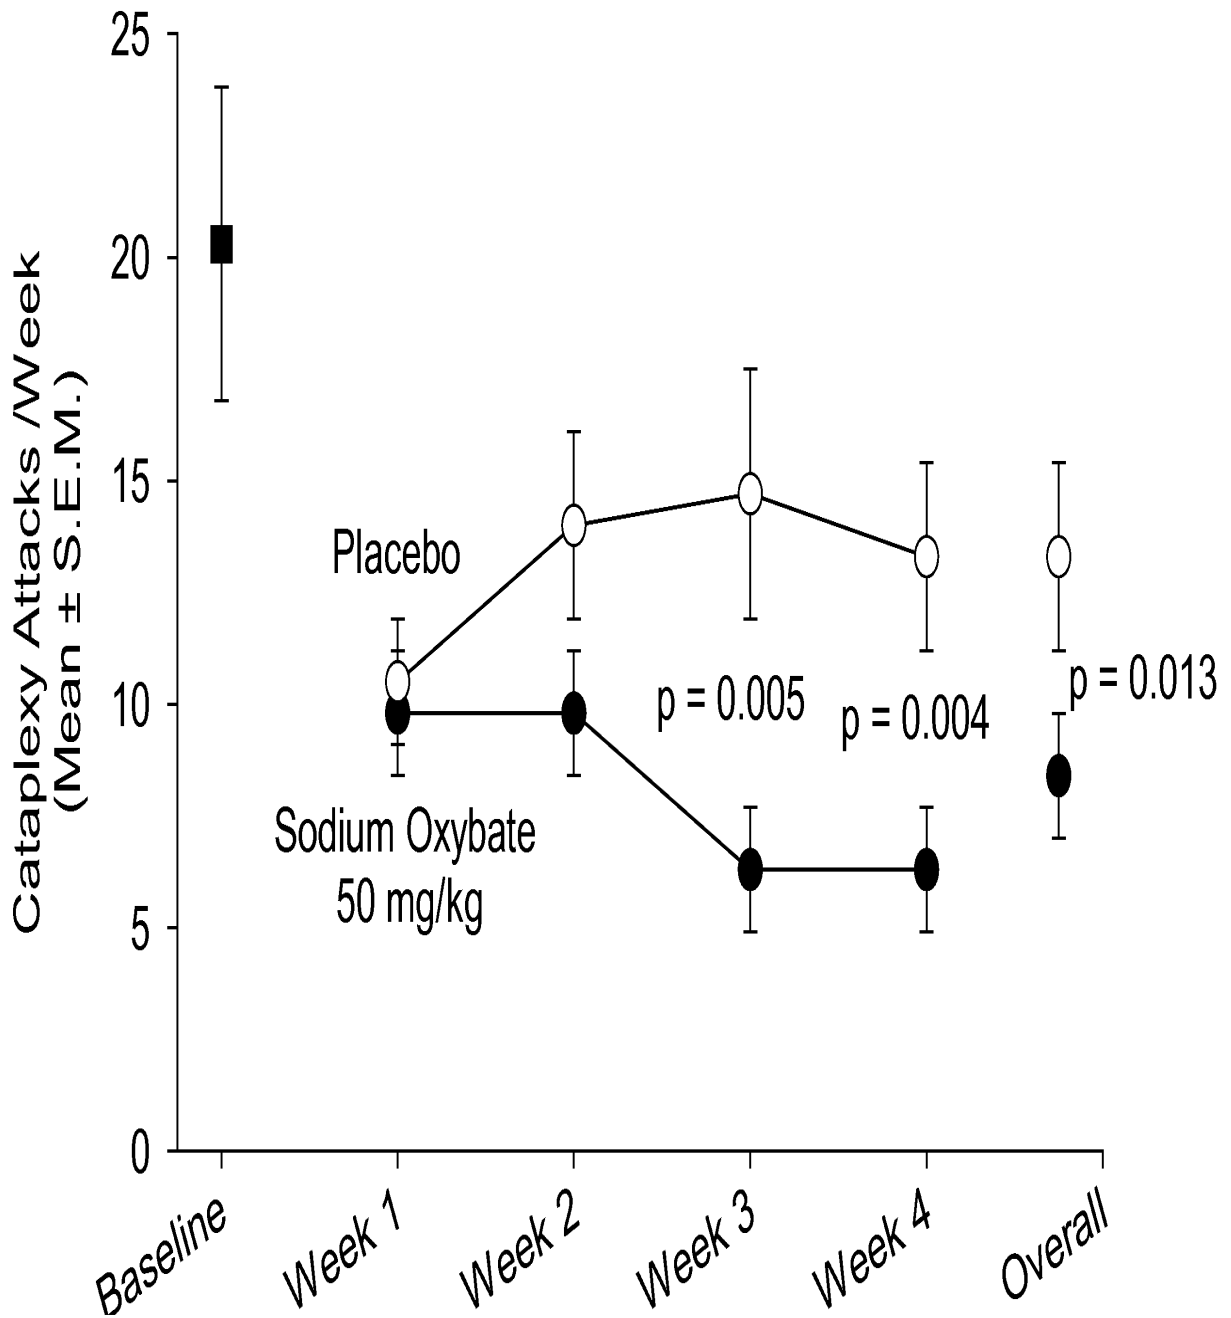 Cataplexy Attacks /Week
(Mean ± S.E.M.)
25
20
15
10
5
0
Placebo
Sodium Oxybate
50 mg/kg
p = 0.005
p = 0.004
p = 0.013
Baseline
Week 1
Week 2
Week 3
Week 4
Overall